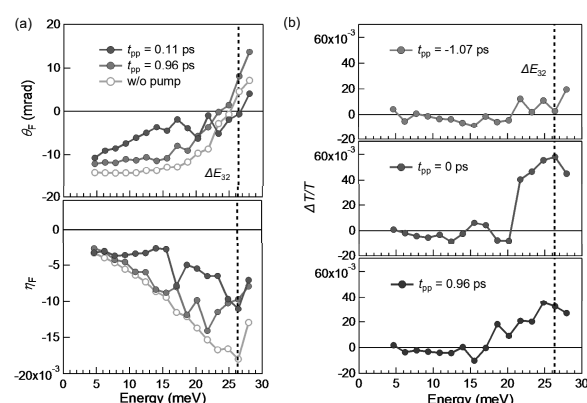 (a)
20
10
0
-10
-20
θF (mrad)
tpp = 0.11 ps
tpp = 0.96 ps
w/o pump
ΔE32
0
-5
-10
-15
-20x10-3
ηF
0 5 10 15 20 25 30
Energy (meV)
(b)
60x10-3
40
20
0
-20
tpp = -1.07 ps
ΔE32
60x10-3
40
20
0
-20
ΔT/T
tpp = 0 ps
60x10-3
40
20
0
-20
tpp = 0.96 ps
0 5 10 15 20 25 30
Energy (meV)